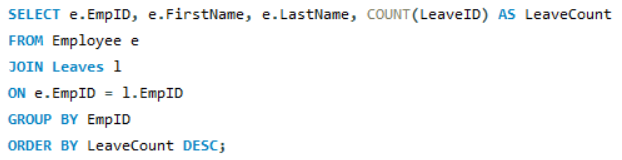 SELECT e.EmpID, e.FirstName, e.LastName, COUNT(LeaveID) AS LeaveCount
FROM Employee e
JOIN Leaves l
ON e.EmpID = l.EmpID
GROUP BY EmpID
ORDER BY LeaveCount DESC;